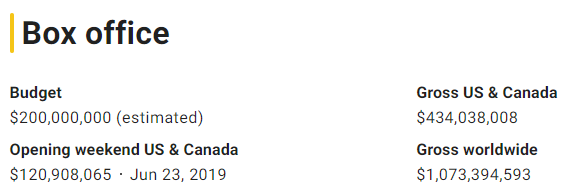 Box office
Budget
$200,000,000 (estimated)
Gross US & Canada
$434,038,008
Opening weekend US & Canada
$120,908,065 · Jun 23, 2019
Gross worldwide
$1,073,394,593